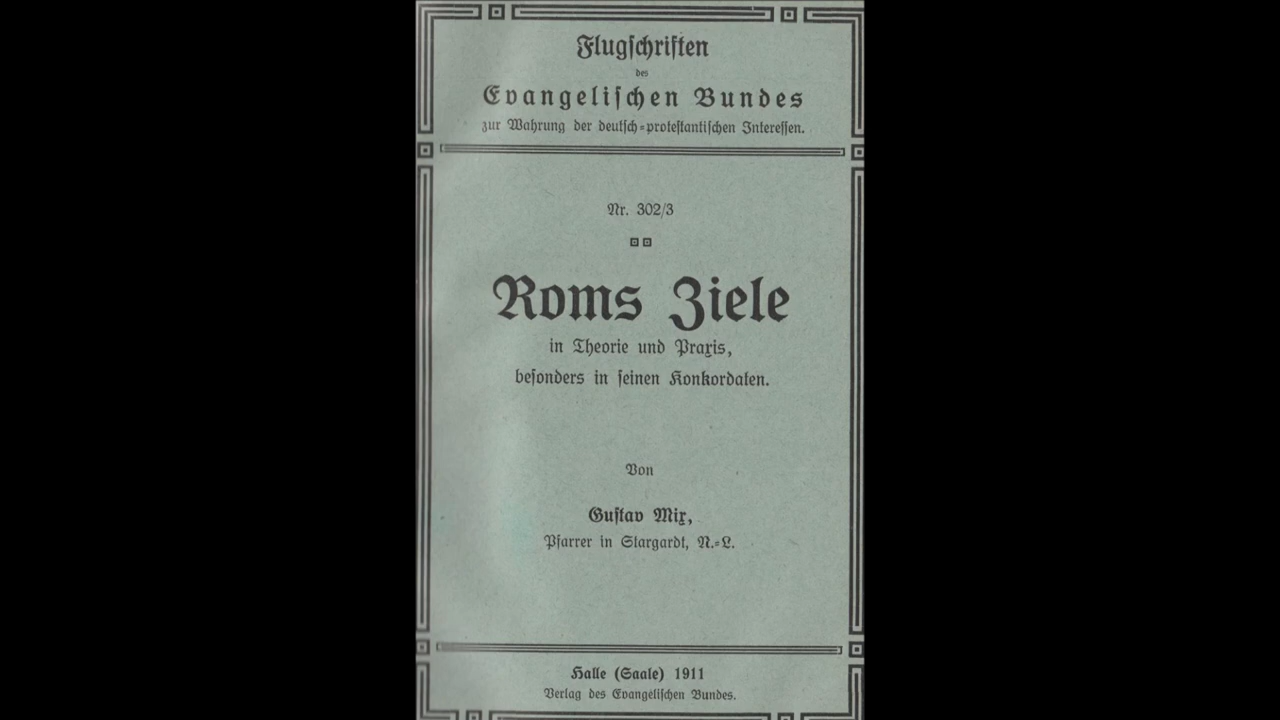 Flugschriften
des
Evangelischen Bundes
zur Wahrung der deutsch-protestantischen Interessen.
Nr. 302/3
Roms Ziele
in Theorie und Praxis,
besonders in seinen Konkordaten.
Von
Gustav Mix,
Pfarrer in Stargardt, N.-L.
Halle (Saale) 1911
Verlag des Evangelischen Bundes.